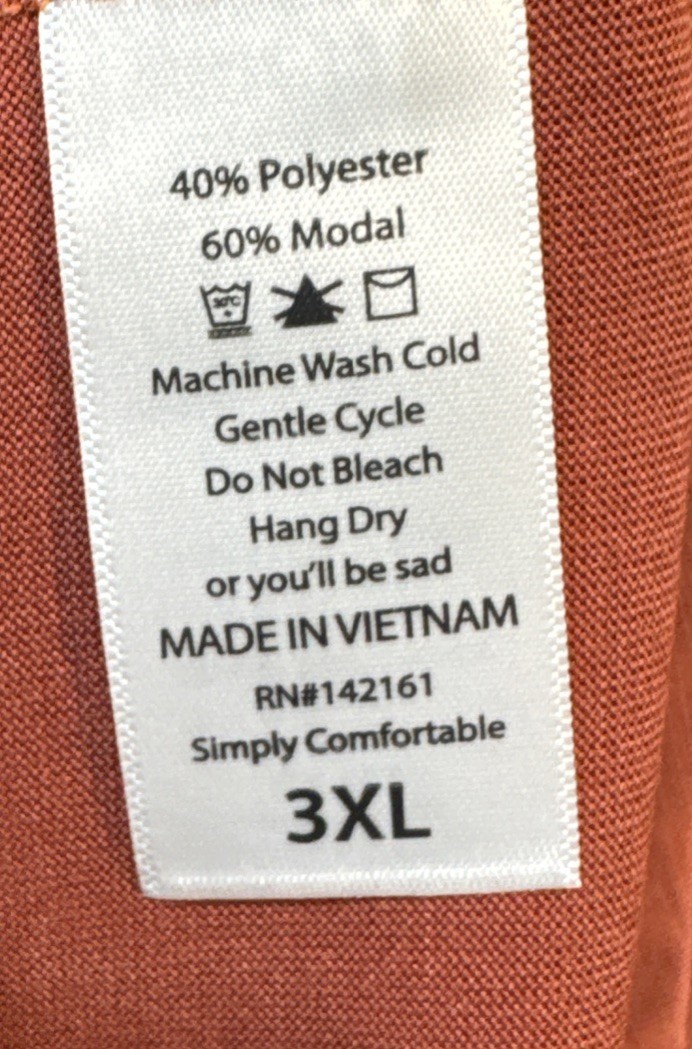 40% Polyester
60% Modal
30°C
Machine Wash Cold
Gentle Cycle
Do Not Bleach
Hang Dry
or you'll be sad
MADE IN VIETNAM
RN#142161
Simply Comfortable
3XL